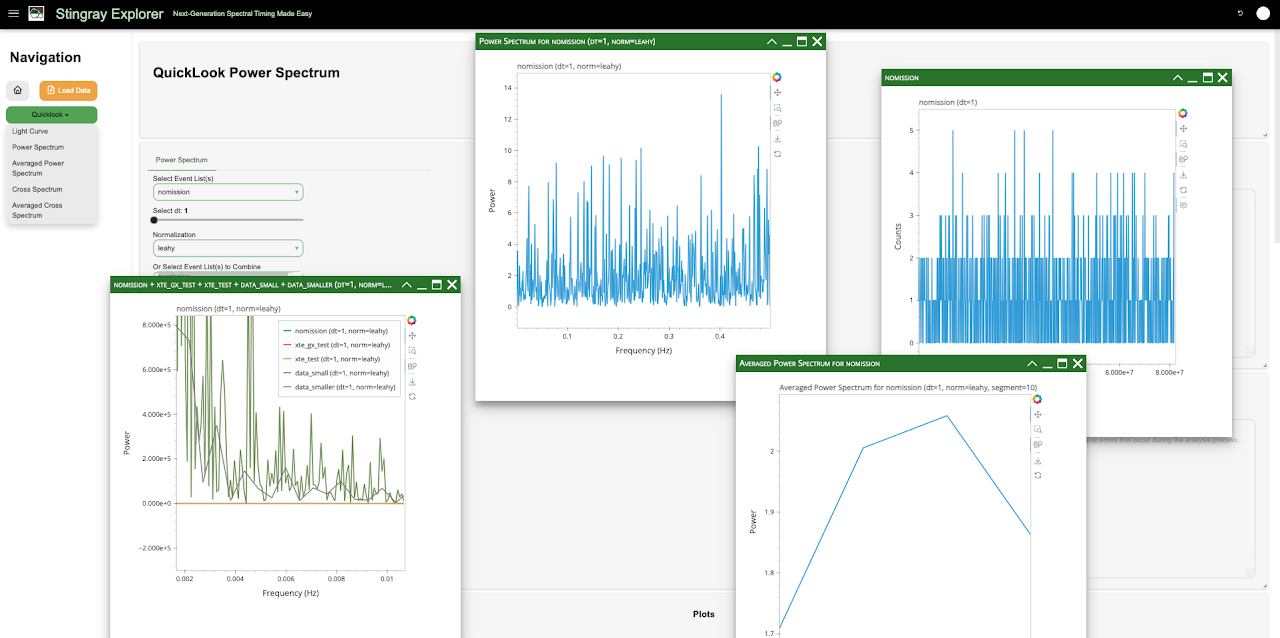 Stingray Explorer
Next-Generation Spectral Timing Made Easy
Navigation
Load Data
Quicklook
Light Curve
Power Spectrum
Averaged Power
Spectrum
Cross Spectrum
Averaged Cross
Spectrum
QuickLook Power Spectrum
Power Spectrum
Select Event List(s)
nomission
Select dt: 1
Normalization
leahy
Or Select Event List(s) to Combine
NOMISSION + XTE_GX_TEST + XTE_TEST + DATA_SMALL + DATA_SMALLER (DT=1, NORM=L...
nomission (dt=1, norm=leahy)
nomission (dt=1, norm=leahy)
xte_gx_test (dt=1, norm=leahy)
xte_test (dt=1, norm=leahy)
data_small (dt=1, norm=leahy)
data_smaller (dt=1, norm=leahy)
8.000e+5
6.000e+5
4.000e+5
2.000e+5
0.000e+0
−2.000e+5
Power
0.002 0.004 0.006 0.008 0.01
Frequency (Hz)
POWER SPECTRUM FOR NOMISSION (DT=1, NORM=LEAHY)
nomission (dt=1, norm=leahy)
14
12
10
8
6
4
2
0
Power
0.1 0.2 0.3 0.4
Frequency (Hz)
NOMISSION
nomission (dt=1)
5
4
3
2
1
0
Counts
8.000e+7 8.000e+7
errors that occur during the analysis process.
AVERAGED POWER SPECTRUM FOR NOMISSION
Averaged Power Spectrum for nomission (dt=1, norm=leahy, segment=10)
2
1.9
1.8
1.7
Power
Plots